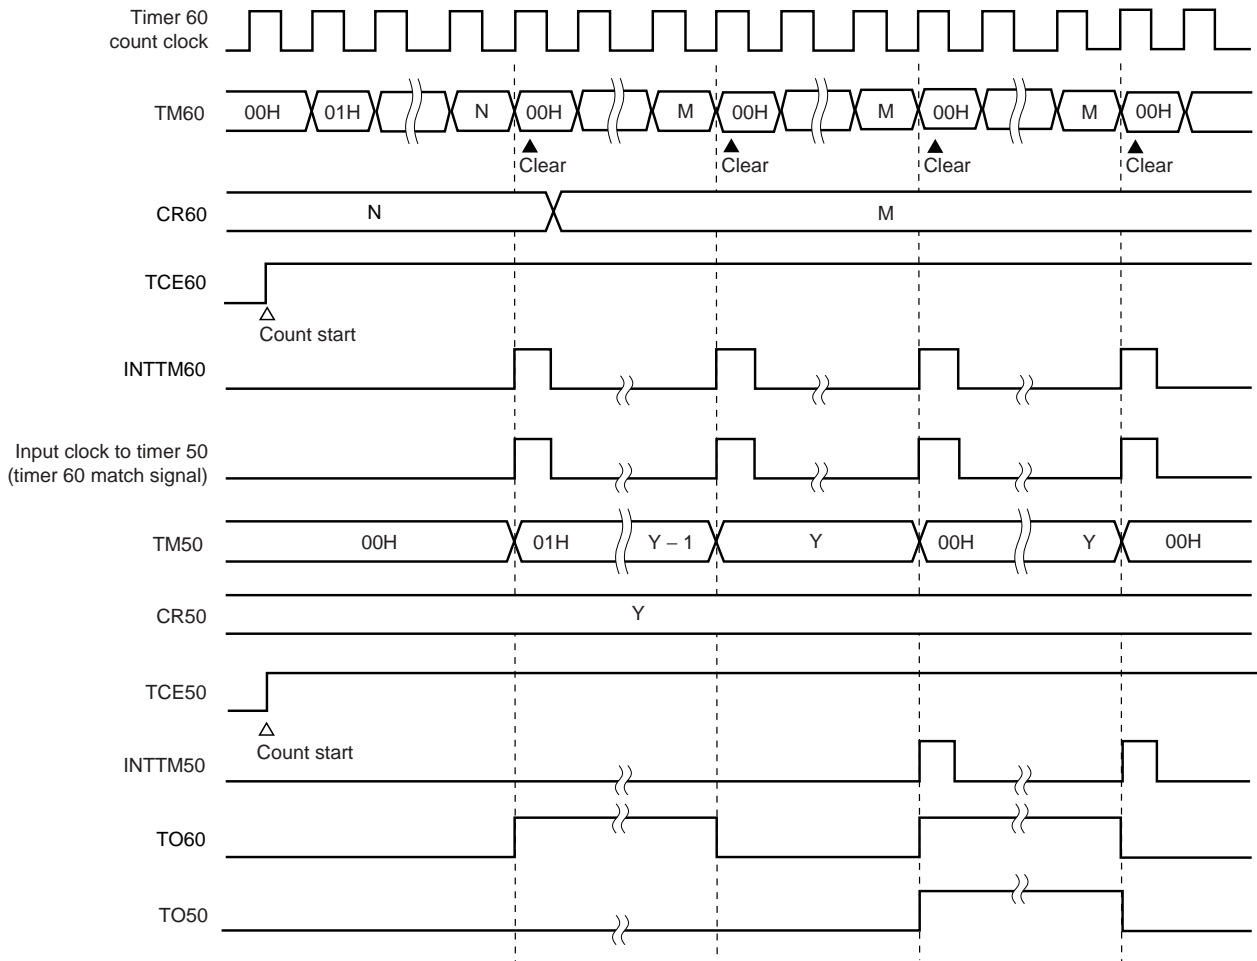 Timer 60
count clock
TM60
00H 01H N 00H M 00H M 00H M 00H
Clear Clear Clear Clear
CR60
N M
TCE60
Count start
INTTM60
Input clock to timer 50
(timer 60 match signal)
TM50
00H 01H Y – 1 Y 00H Y 00H
CR50
Y
TCE50
Count start
INTTM50
TO60
TO50